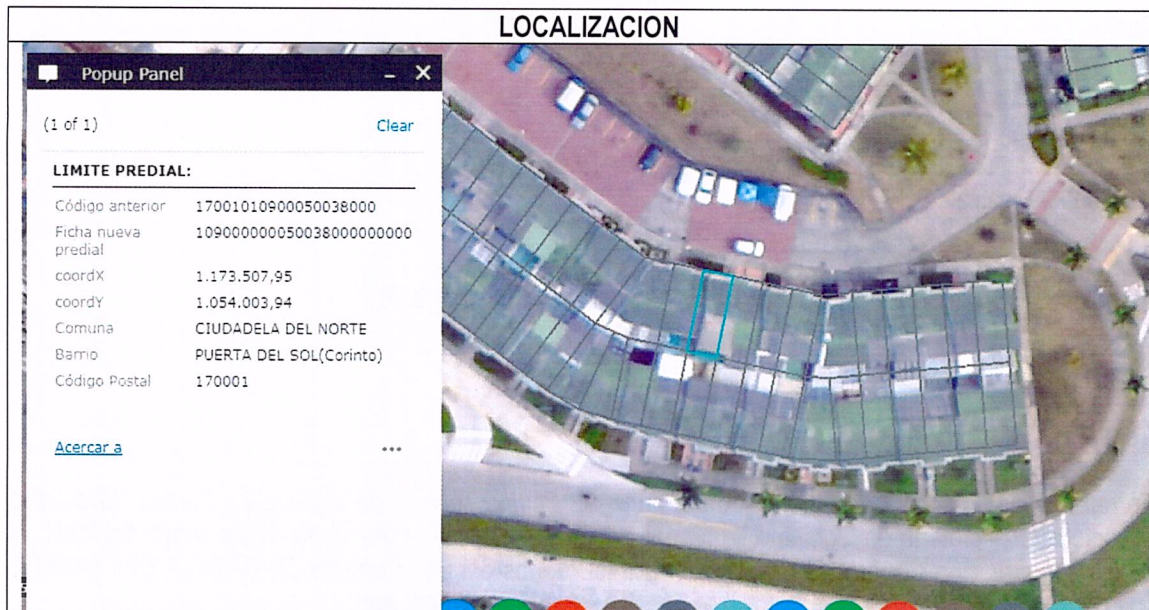 LOCALIZACION
Popup Panel
(1 of 1) Clear
LIMITE PREDIAL:
Código anterior 17001010900050038000
Ficha nueva 109000000050038000000000
predial
coordX 1.173.507,95
coordY 1.054.003,94
Comuna CIUDADELA DEL NORTE
Barrio PUERTA DEL SOL(Corinto)
Código Postal 170001
Acercar a